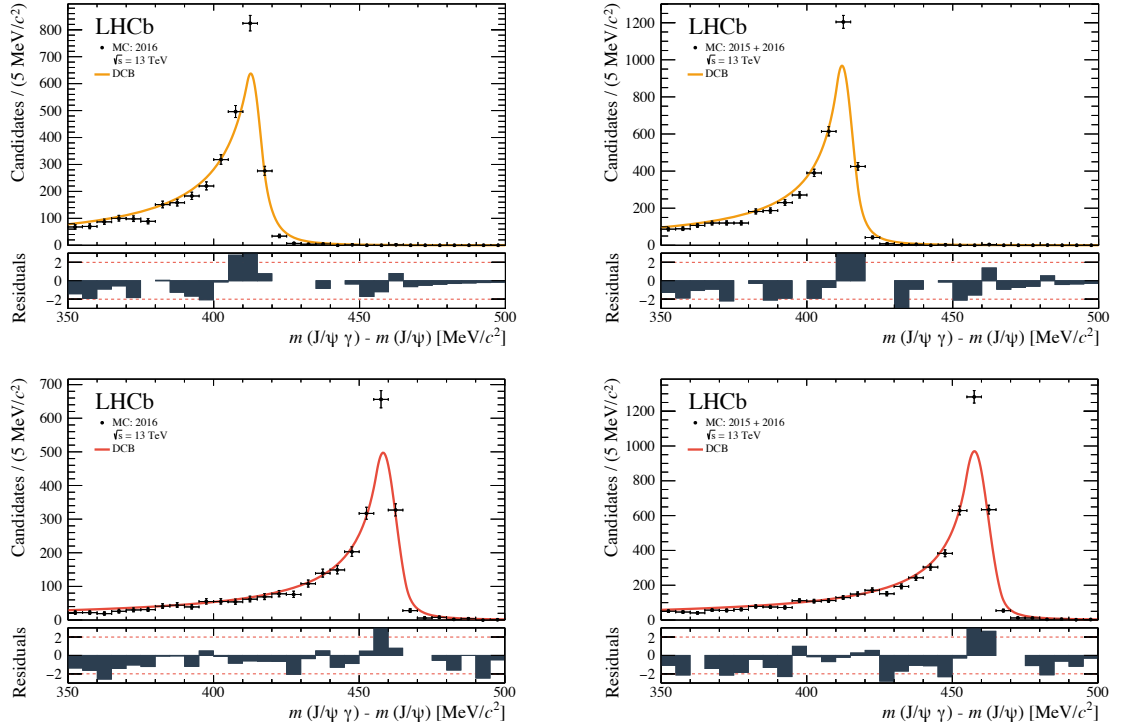 Candidates / (5 MeV/c²)
800
700
600
500
400
300
200
100
0
LHCb
MC: 2016
√s = 13 TeV
DCB
Residuals
2
0
−2
350 400 450 500
m (J/ψ γ) - m (J/ψ) [MeV/c²]
Candidates / (5 MeV/c²)
1200
1000
800
600
400
200
0
LHCb
MC: 2015 + 2016
√s = 13 TeV
DCB
Residuals
2
0
−2
350 400 450 500
m (J/ψ γ) - m (J/ψ) [MeV/c²]
Candidates / (5 MeV/c²)
700
600
500
400
300
200
100
0
LHCb
MC: 2016
√s = 13 TeV
DCB
Residuals
2
0
−2
350 400 450 500
m (J/ψ γ) - m (J/ψ) [MeV/c²]
Candidates / (5 MeV/c²)
1200
1000
800
600
400
200
0
LHCb
MC: 2015 + 2016
√s = 13 TeV
DCB
Residuals
2
0
−2
350 400 450 500
m (J/ψ γ) - m (J/ψ) [MeV/c²]